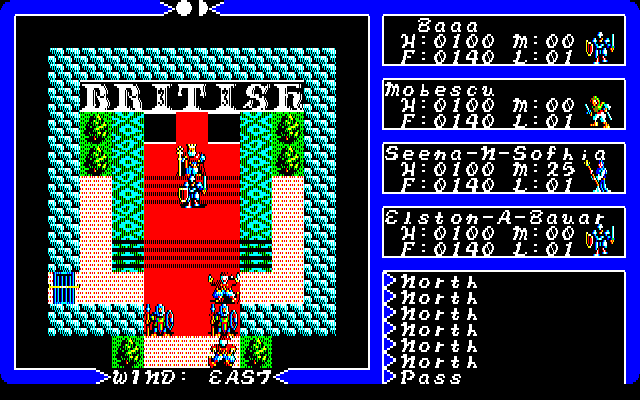 BRITISH
WIND: EAST
Baaa
H:0100 M:00
F:0140 L:01
Mobescu
H:0100 M:00
F:0140 L:01
Seena-N-Sofhia
H:0100 M:25
F:0140 L:01
Elston-A-Bavar
H:0100 M:00
F:0140 L:01
North
North
North
North
North
North
Pass